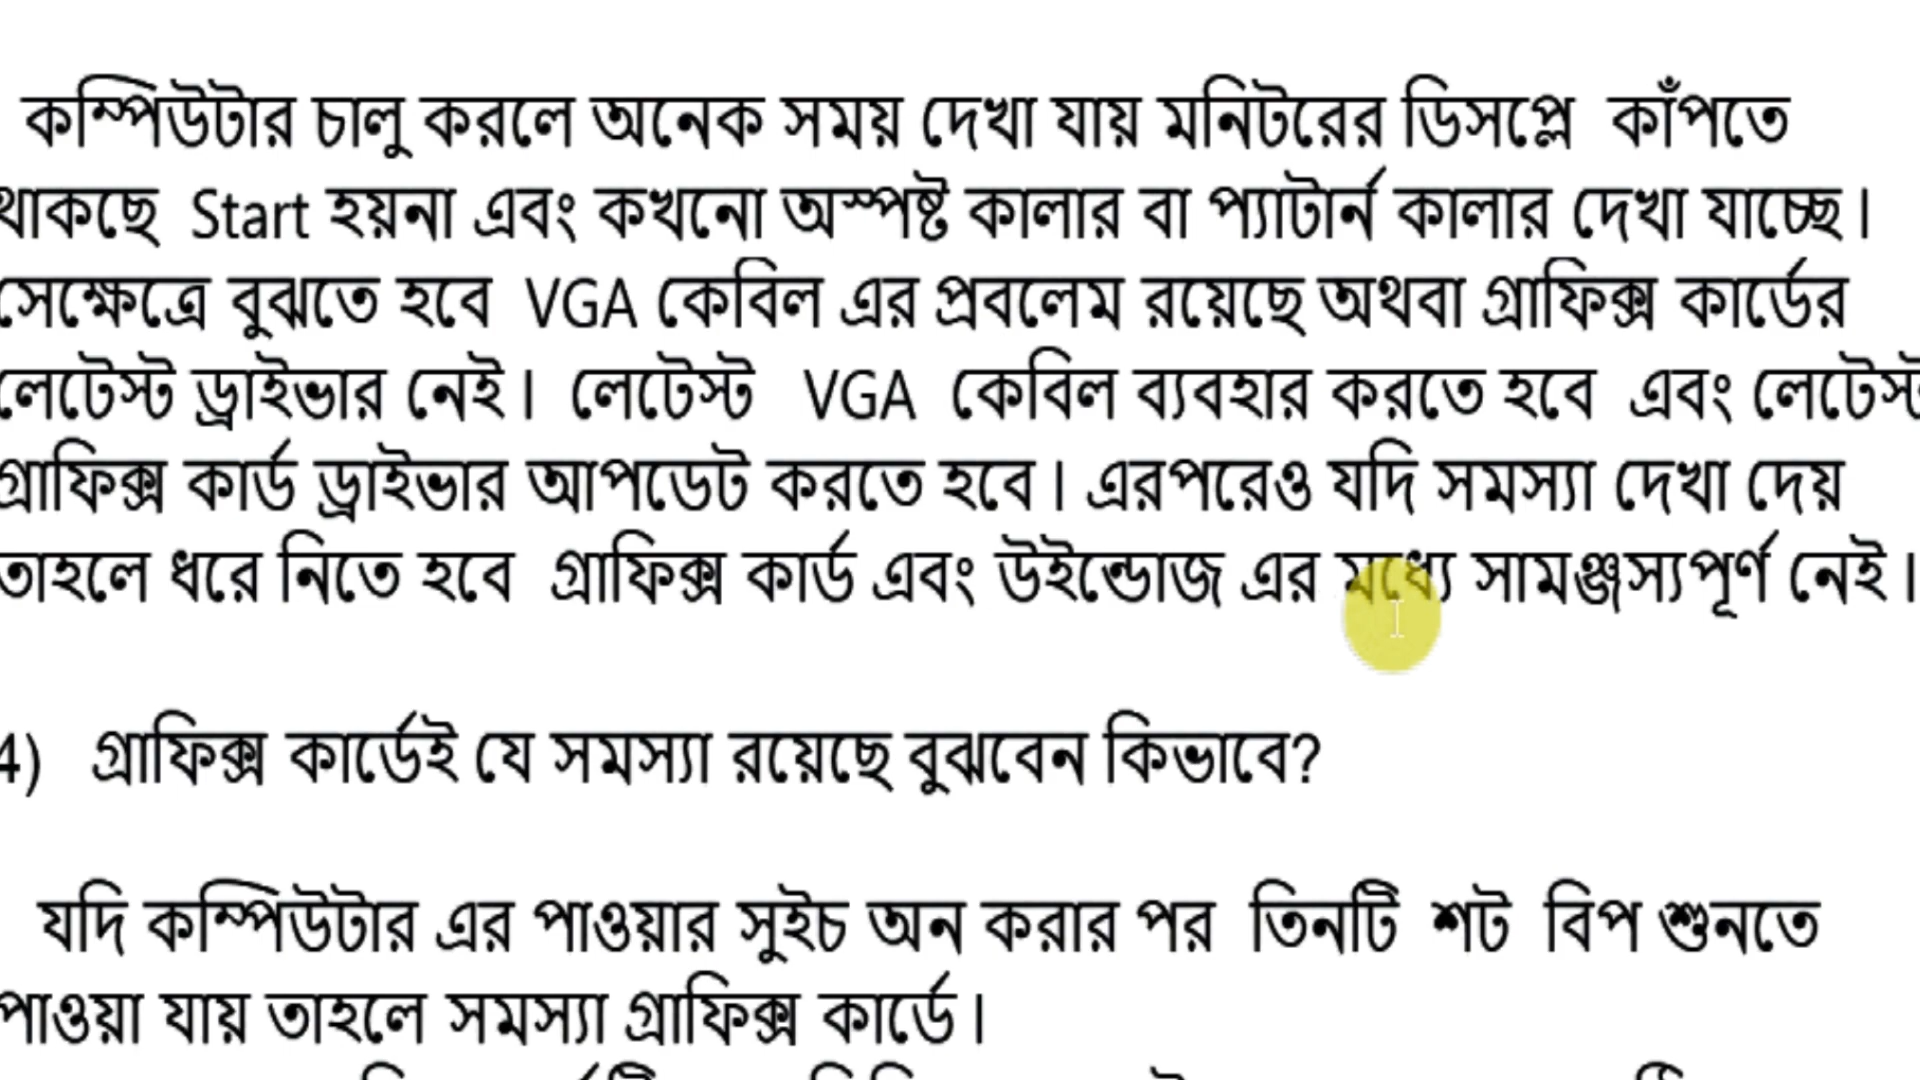 কম্পিউটার চালু করলে অনেক সময় দেখা যায় মনিটরের ডিসপ্লে কাঁপতে
থাকছে Start হয়না এবং কখনো অস্পষ্ট কালার বা প্যাটার্ন কালার দেখা যাচ্ছে।
সেক্ষেত্রে বুঝতে হবে VGA কেবিল এর প্রবলেম রয়েছে অথবা গ্রাফিক্স কার্ডের
লেটেস্ট ড্রাইভার নেই। লেটেস্ট VGA কেবিল ব্যবহার করতে হবে এবং লেটেস্ট
গ্রাফিক্স কার্ড ড্রাইভার আপডেট করতে হবে। এরপরেও যদি সমস্যা দেখা দেয়
তাহলে ধরে নিতে হবে গ্রাফিক্স কার্ড এবং উইন্ডোজ এর মধ্যে সামঞ্জস্যপূর্ণ নেই।
4) গ্রাফিক্স কার্ডেই যে সমস্যা রয়েছে বুঝবেন কিভাবে?
যদি কম্পিউটার এর পাওয়ার সুইচ অন করার পর তিনটি শট বিপ শুনতে
পাওয়া যায় তাহলে সমস্যা গ্রাফিক্স কার্ডে।